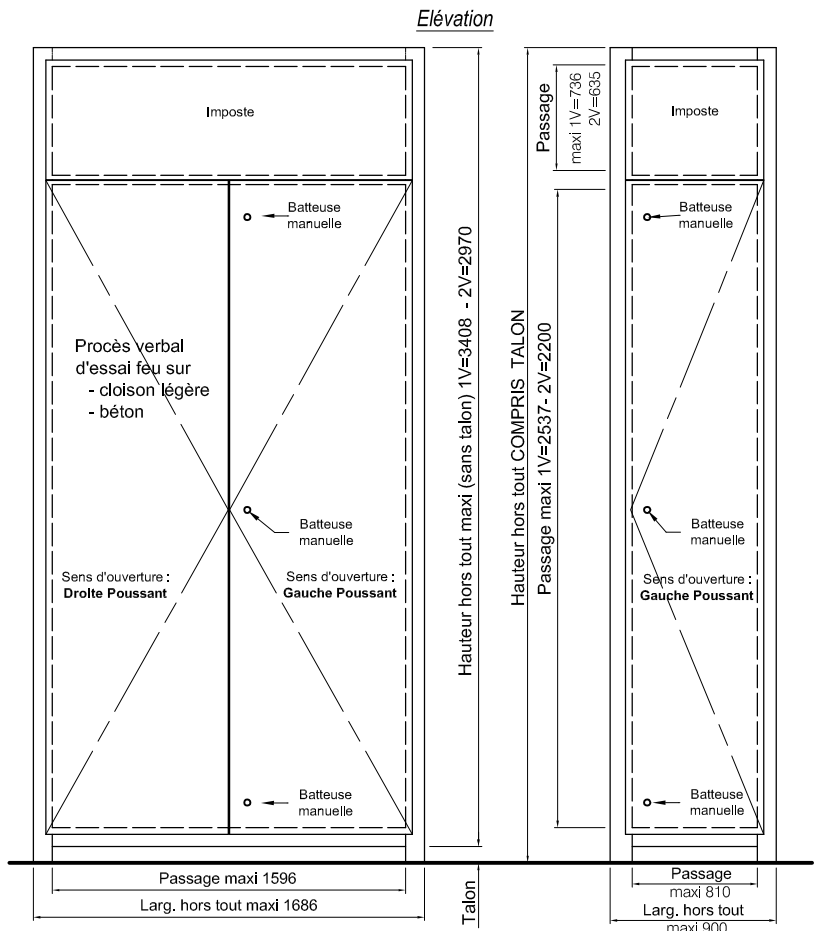 Elévation
Imposte
Batteuse
manuelle
Procès verbal
d'essai feu sur
- cloison légère
- béton
Batteuse
manuelle
Sens d'ouverture :
Droite Poussant
Sens d'ouverture :
Gauche Poussant
Batteuse
manuelle
Passage maxi 1596
Larg. hors tout maxi 1686
Hauteur hors tout maxi (sans talon) 1V=3408 - 2V=2970
Talon
Hauteur hors tout COMPRIS TALON
Passage maxi 1V=2537- 2V=2200
Passage
maxi 1V=736
2V=635
Imposte
Batteuse
manuelle
Batteuse
manuelle
Sens d'ouverture :
Gauche Poussant
Batteuse
manuelle
Passage
maxi 810
Larg. hors tout
maxi 900